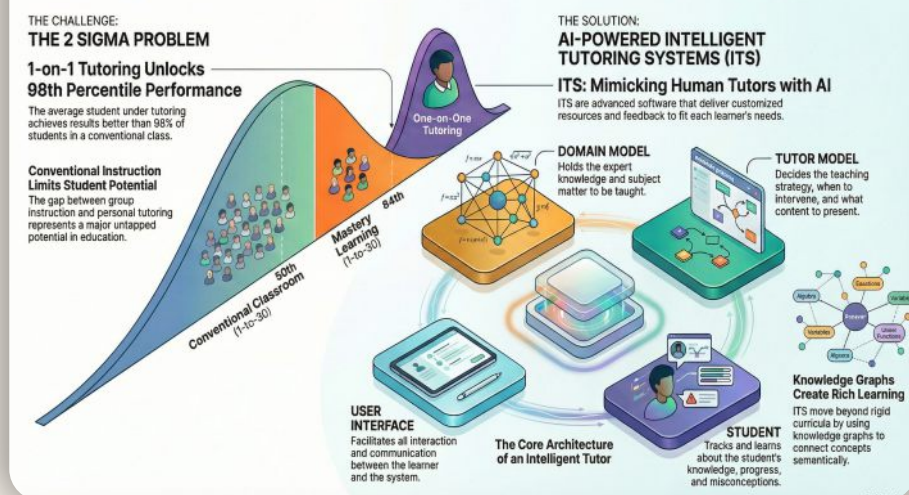 THE CHALLENGE:
THE 2 SIGMA PROBLEM
1-on-1 Tutoring Unlocks
98th Percentile Performance
The average student under tutoring
achieves results better than 98% of
students in a conventional class.
Conventional Instruction
Limits Student Potential
The gap between group
instruction and personal tutoring
represents a major untapped
potential in education.
50th
Conventional Classroom
(1-to-30)
84th
Mastery
Learning
(1-to-30)
One-on-One
Tutoring
THE SOLUTION:
AI-POWERED INTELLIGENT
TUTORING SYSTEMS (ITS)
ITS: Mimicking Human Tutors with AI
ITS are advanced software that deliver customized
resources and feedback to fit each learner's needs.
DOMAIN MODEL
Holds the expert
knowledge and subject
matter to be taught.
TUTOR MODEL
Decides the teaching
strategy, when to
intervene, and what
content to present.
USER
INTERFACE
Facilitates all interaction
and communication
between the learner
and the system.
The Core Architecture
of an Intelligent Tutor
STUDENT
Tracks and learns
about the student's
knowledge, progress,
and misconceptions.
Equations
Algebra
Variabl
Variables
Functions
Algebra
Knowledge Graphs
Create Rich Learning
ITS move beyond rigid
curricula by using
knowledge graphs to
connect concepts
sementically.